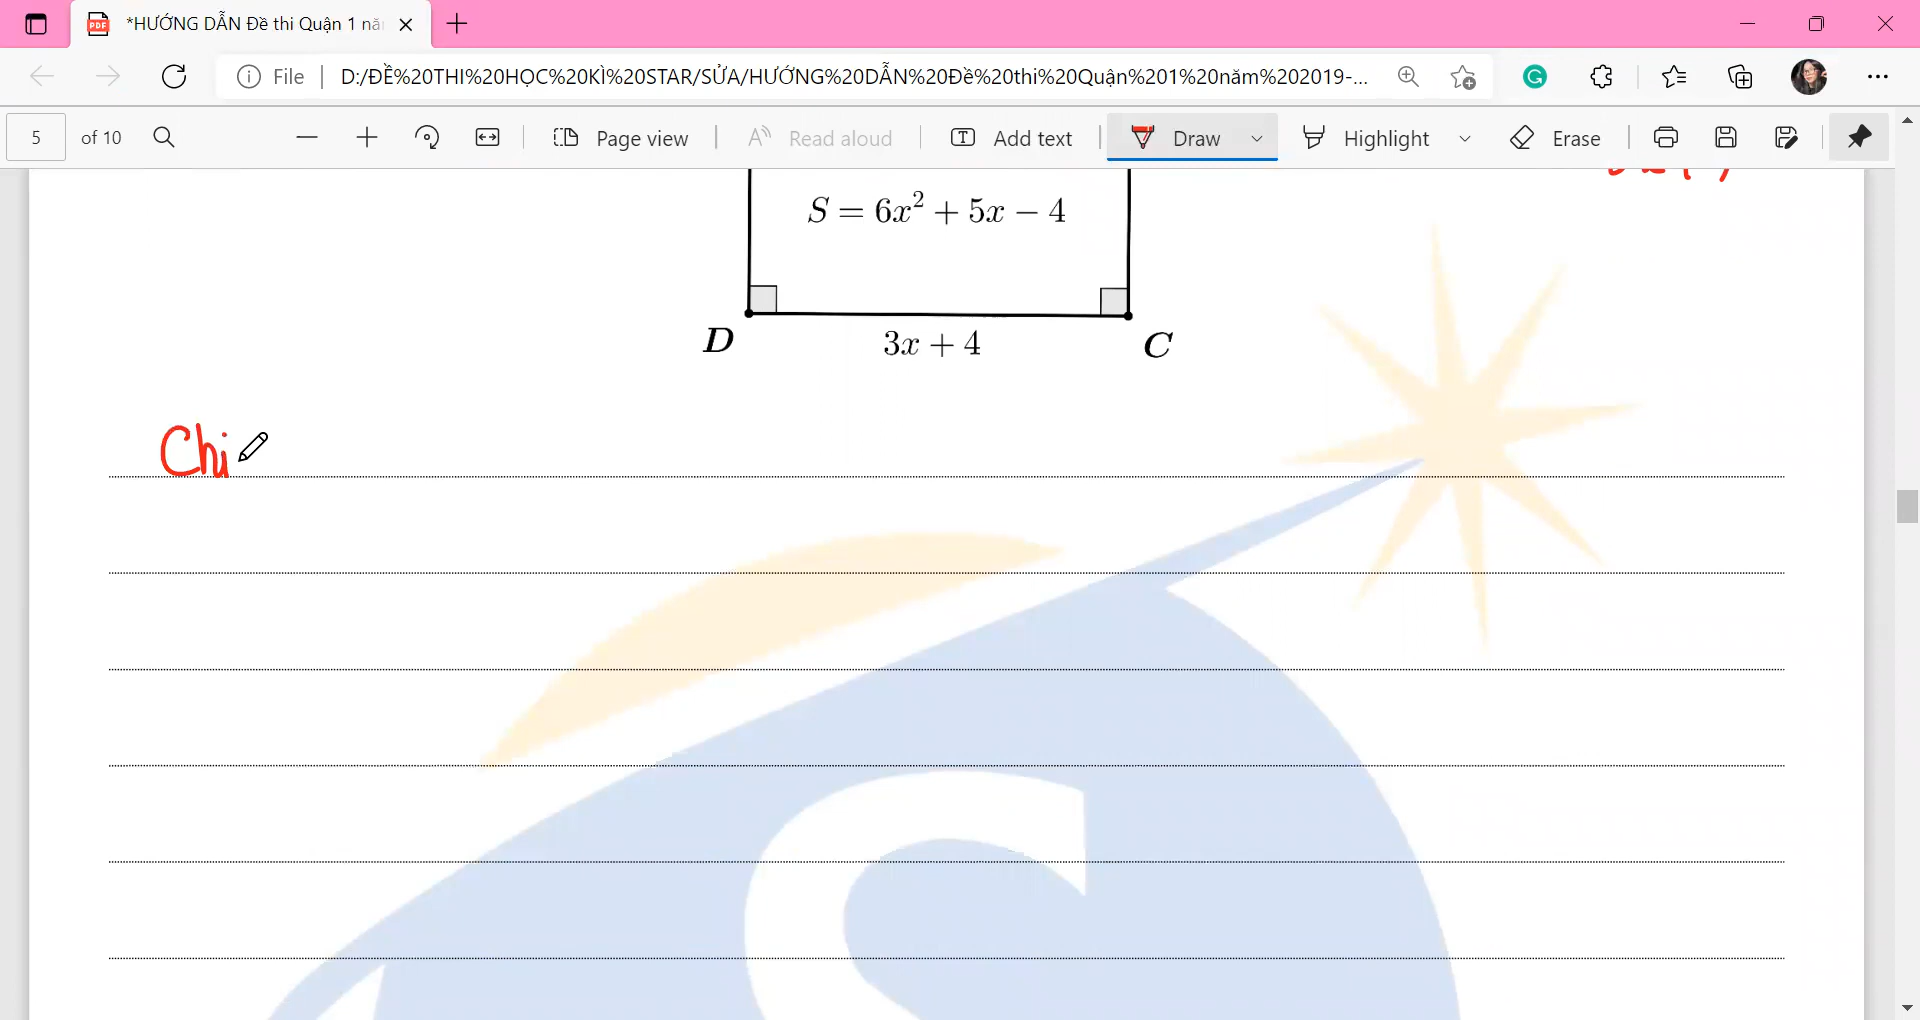 *HƯỚNG DẪN Đề thi Quận 1 nă
File D:/ĐỀ%20THI%20HỌC%20KÌ%20STAR/SỬA/HƯỚNG%20DẪN%20Đề%20thi%20Quận%201%20năm%202019-...
5 of 10 Page view Read aloud Add text Draw Highlight Erase
S = 6x² + 5x − 4
D 3x + 4 C
Chi